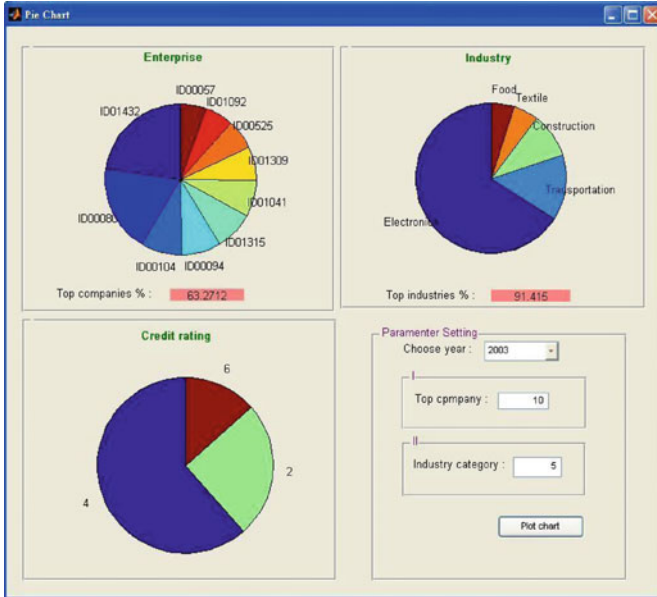 Pie Chart
Enterprise
ID00057
ID01092
ID01432
ID00525
ID01309
ID01041
ID00080
ID01315
ID00104
ID00094
Top companies % :
63.2712
Industry
Food
Textile
Construction
Transportation
Electronics
Top industries % :
91.415
Credit rating
6
2
4
Paramenter Setting
Choose year :
2003
I
Top cpmpany :
10
II
Industry category :
5
Plot chart